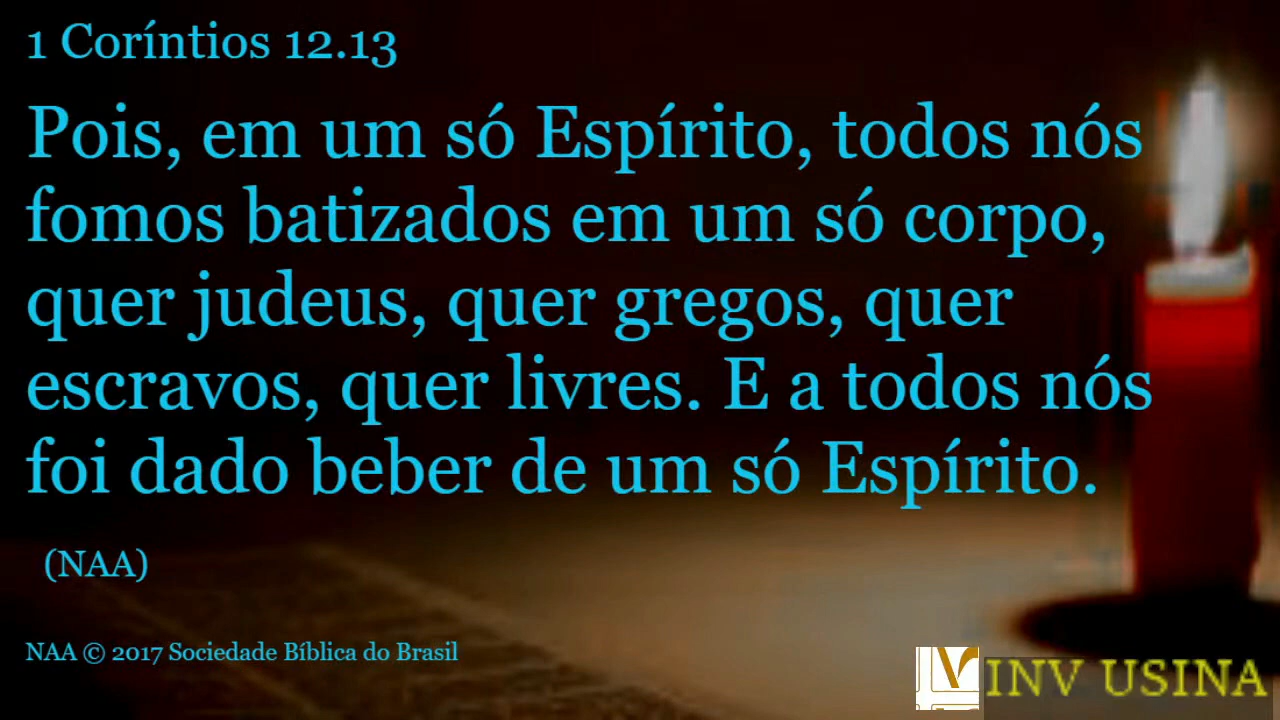 1 Coríntios 12.13
Pois, em um só Espírito, todos nós
fomos batizados em um só corpo,
quer judeus, quer gregos, quer
escravos, quer livres. E a todos nós
foi dado beber de um só Espírito.
(NAA)
NAA © 2017 Sociedade Bíblica do Brasil
INV USINA